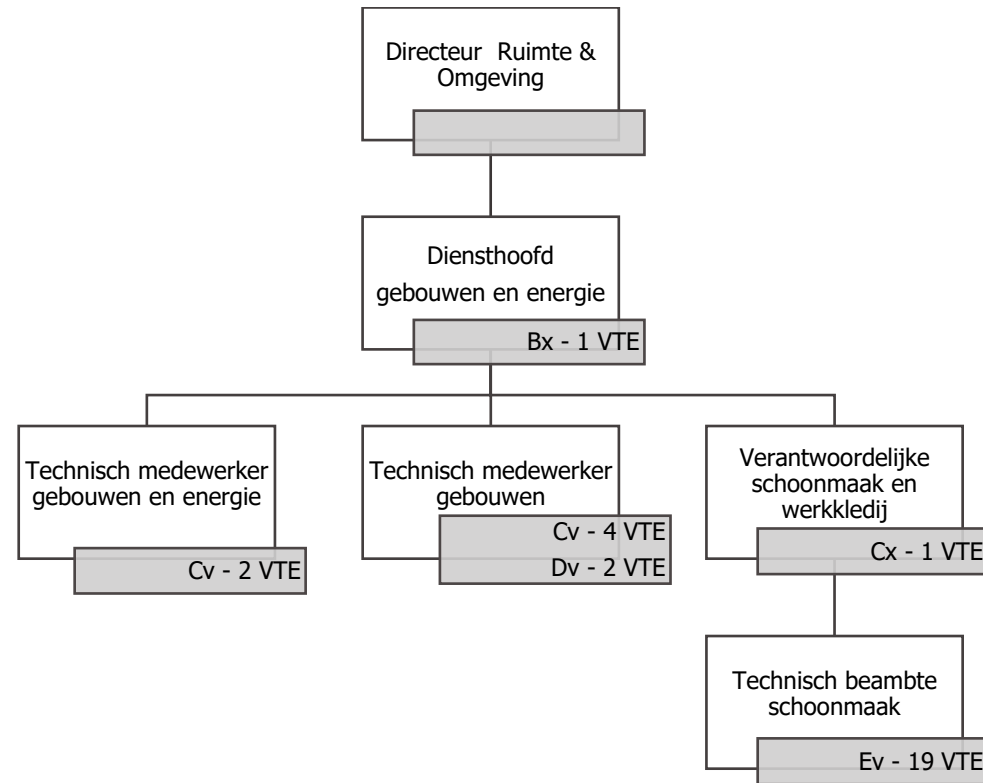 Directeur Ruimte &
Omgeving
Diensthoofd
gebouwen en energie
Bx - 1 VTE
Technisch medewerker
gebouwen en energie
Cv - 2 VTE
Technisch medewerker
gebouwen
Cv - 4 VTE
Dv - 2 VTE
Verantwoordelijke
schoonmaak en
werkkledij
Cx - 1 VTE
Technisch beambte
schoonmaak
Ev - 19 VTE